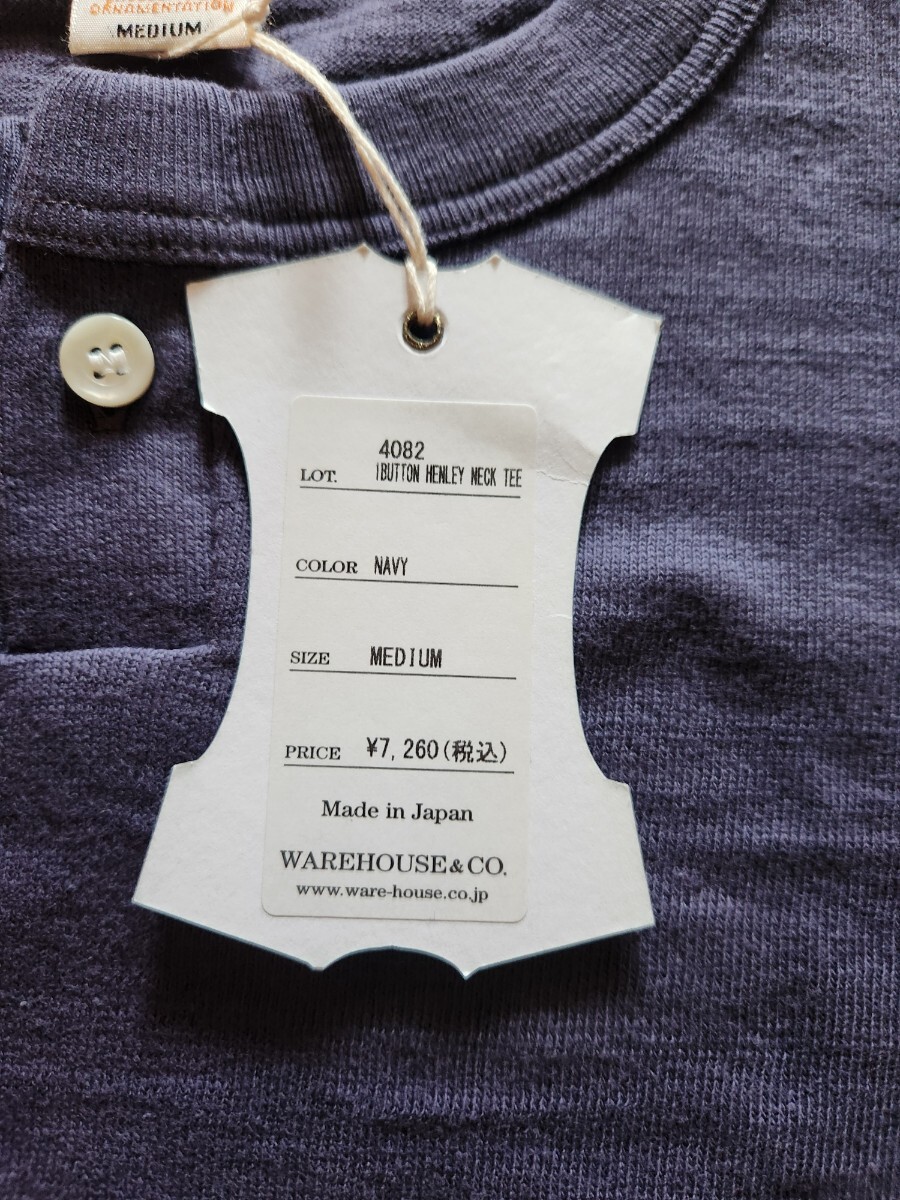 ORNAMENTATION
MEDIUM
4082
LOT. 1BUTTON HENLEY NECK TEE
COLOR NAVY
SIZE MEDIUM
PRICE ¥7,260(税込)
Made in Japan
WAREHOUSE & CO.
www.ware-house.co.jp